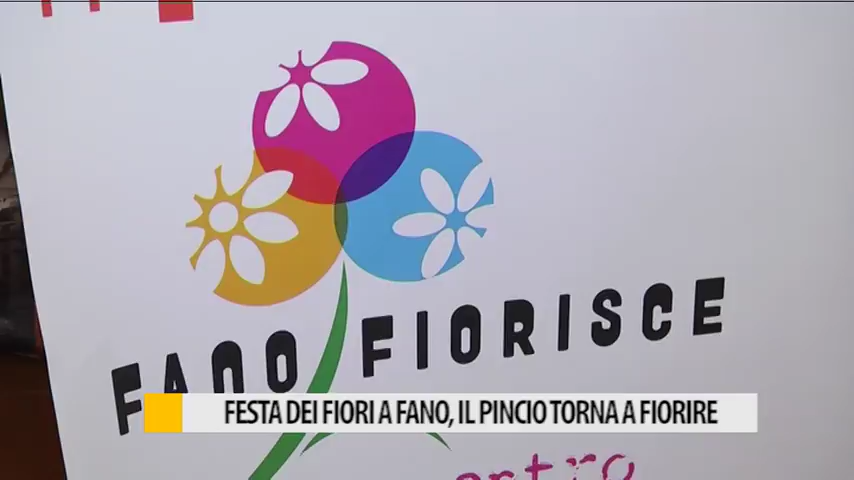 FANO FIORISCE
FESTA DEI FIORI A FANO, IL PINCIO TORNA A FIORIRE